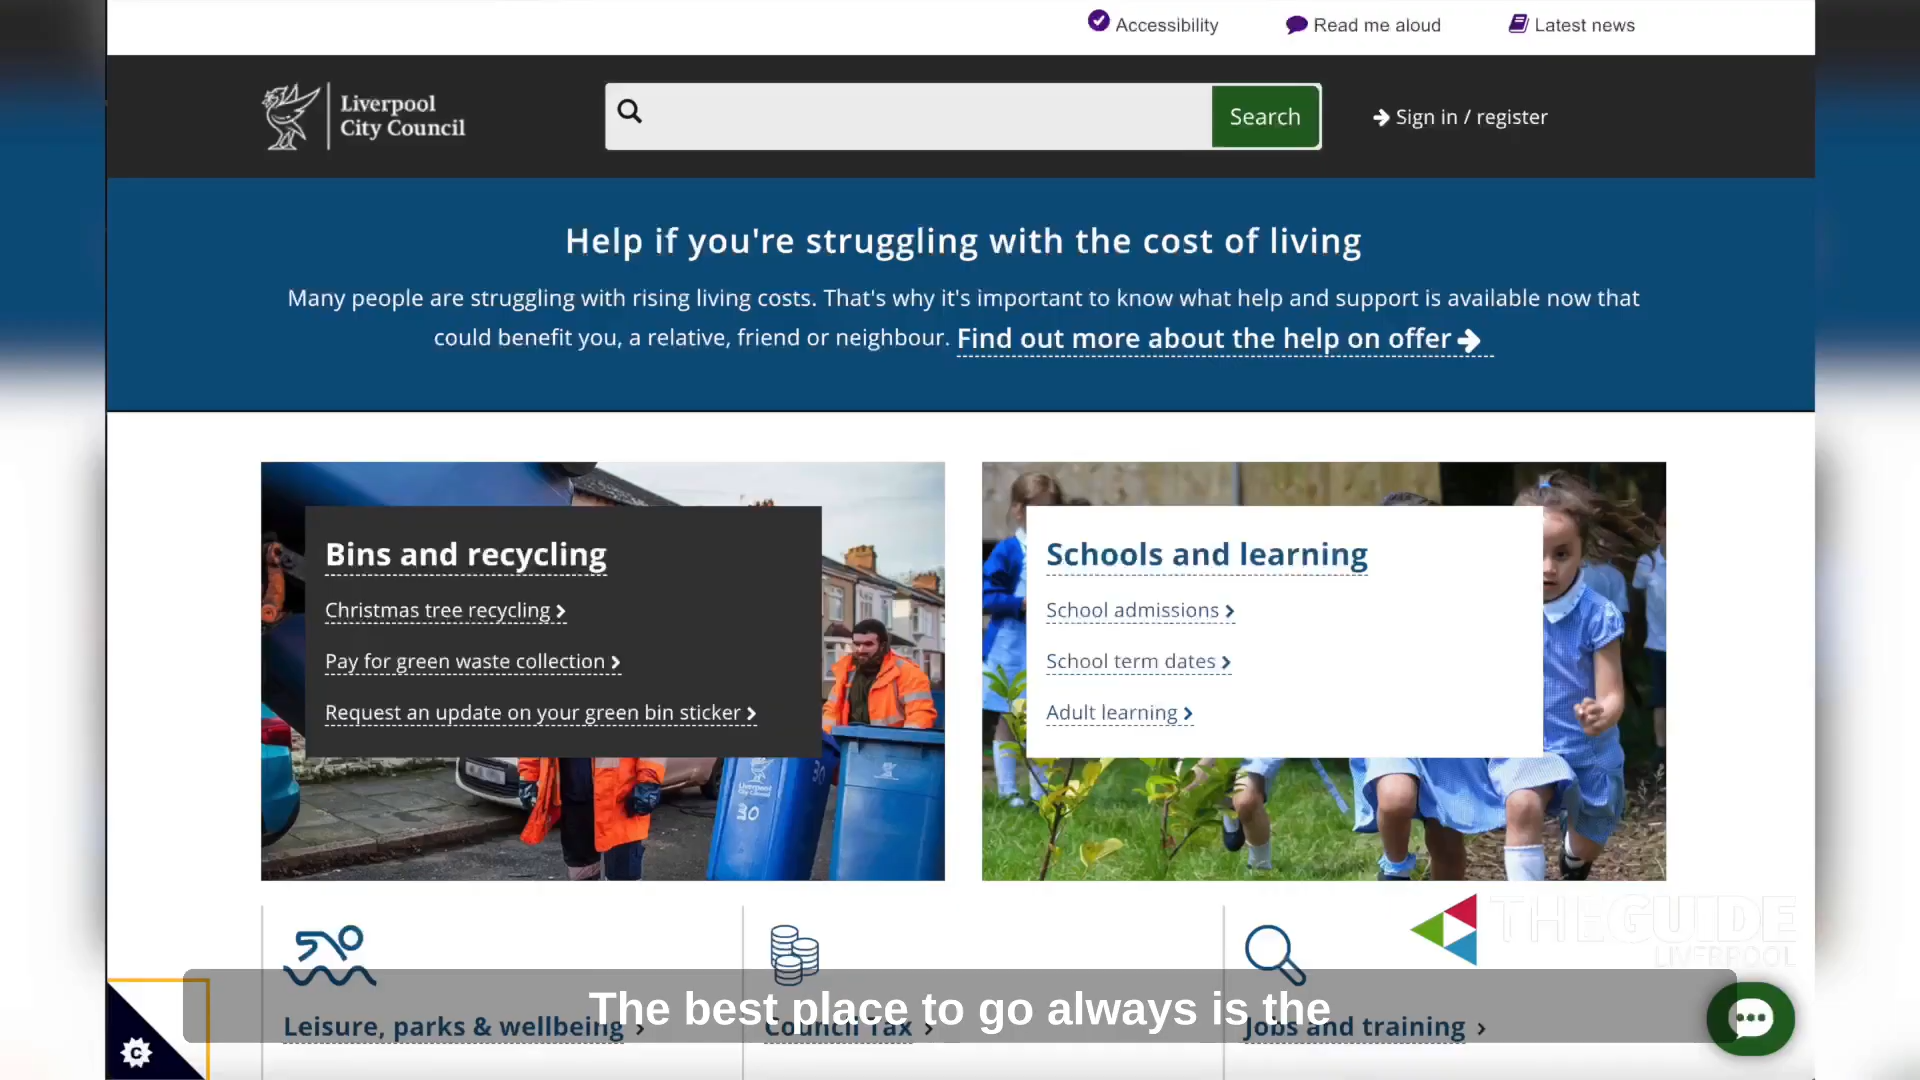 Accessibility
Read me aloud
Latest news
Liverpool
City Council
Search
Sign in / register
Help if you're struggling with the cost of living
Many people are struggling with rising living costs. That's why it's important to know what help and support is available now that
could benefit you, a relative, friend or neighbour. Find out more about the help on offer
Bins and recycling
Christmas tree recycling
Pay for green waste collection
Request an update on your green bin sticker
Schools and learning
School admissions
School term dates
Adult learning
Liverpool
City Council
30
30
THE GUIDE
LIVERPOOL
Leisure, parks & wellbeing
Council Tax
Jobs and training
The best place to go always is the